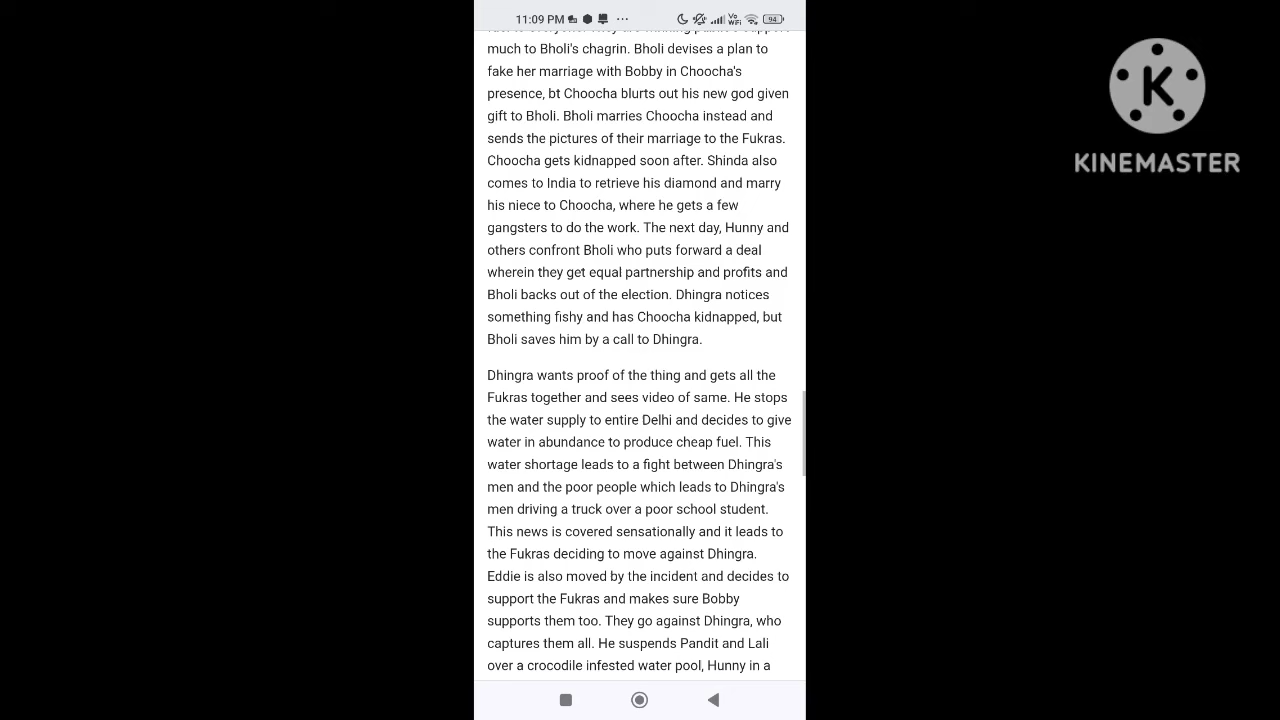 11:09 PM
Vo WiFi 94
much to Bholi's chagrin. Bholi devises a plan to
fake her marriage with Bobby in Choocha's
presence, bt Choocha blurts out his new god given
gift to Bholi. Bholi marries Choocha instead and
sends the pictures of their marriage to the Fukras.
Choocha gets kidnapped soon after. Shinda also
comes to India to retrieve his diamond and marry
his niece to Choocha, where he gets a few
gangsters to do the work. The next day, Hunny and
others confront Bholi who puts forward a deal
wherein they get equal partnership and profits and
Bholi backs out of the election. Dhingra notices
something fishy and has Choocha kidnapped, but
Bholi saves him by a call to Dhingra.
Dhingra wants proof of the thing and gets all the
Fukras together and sees video of same. He stops
the water supply to entire Delhi and decides to give
water in abundance to produce cheap fuel. This
water shortage leads to a fight between Dhingra's
men and the poor people which leads to Dhingra's
men driving a truck over a poor school student.
This news is covered sensationally and it leads to
the Fukras deciding to move against Dhingra.
Eddie is also moved by the incident and decides to
support the Fukras and makes sure Bobby
supports them too. They go against Dhingra, who
captures them all. He suspends Pandit and Lali
over a crocodile infested water pool, Hunny in a
K
KINEMASTER